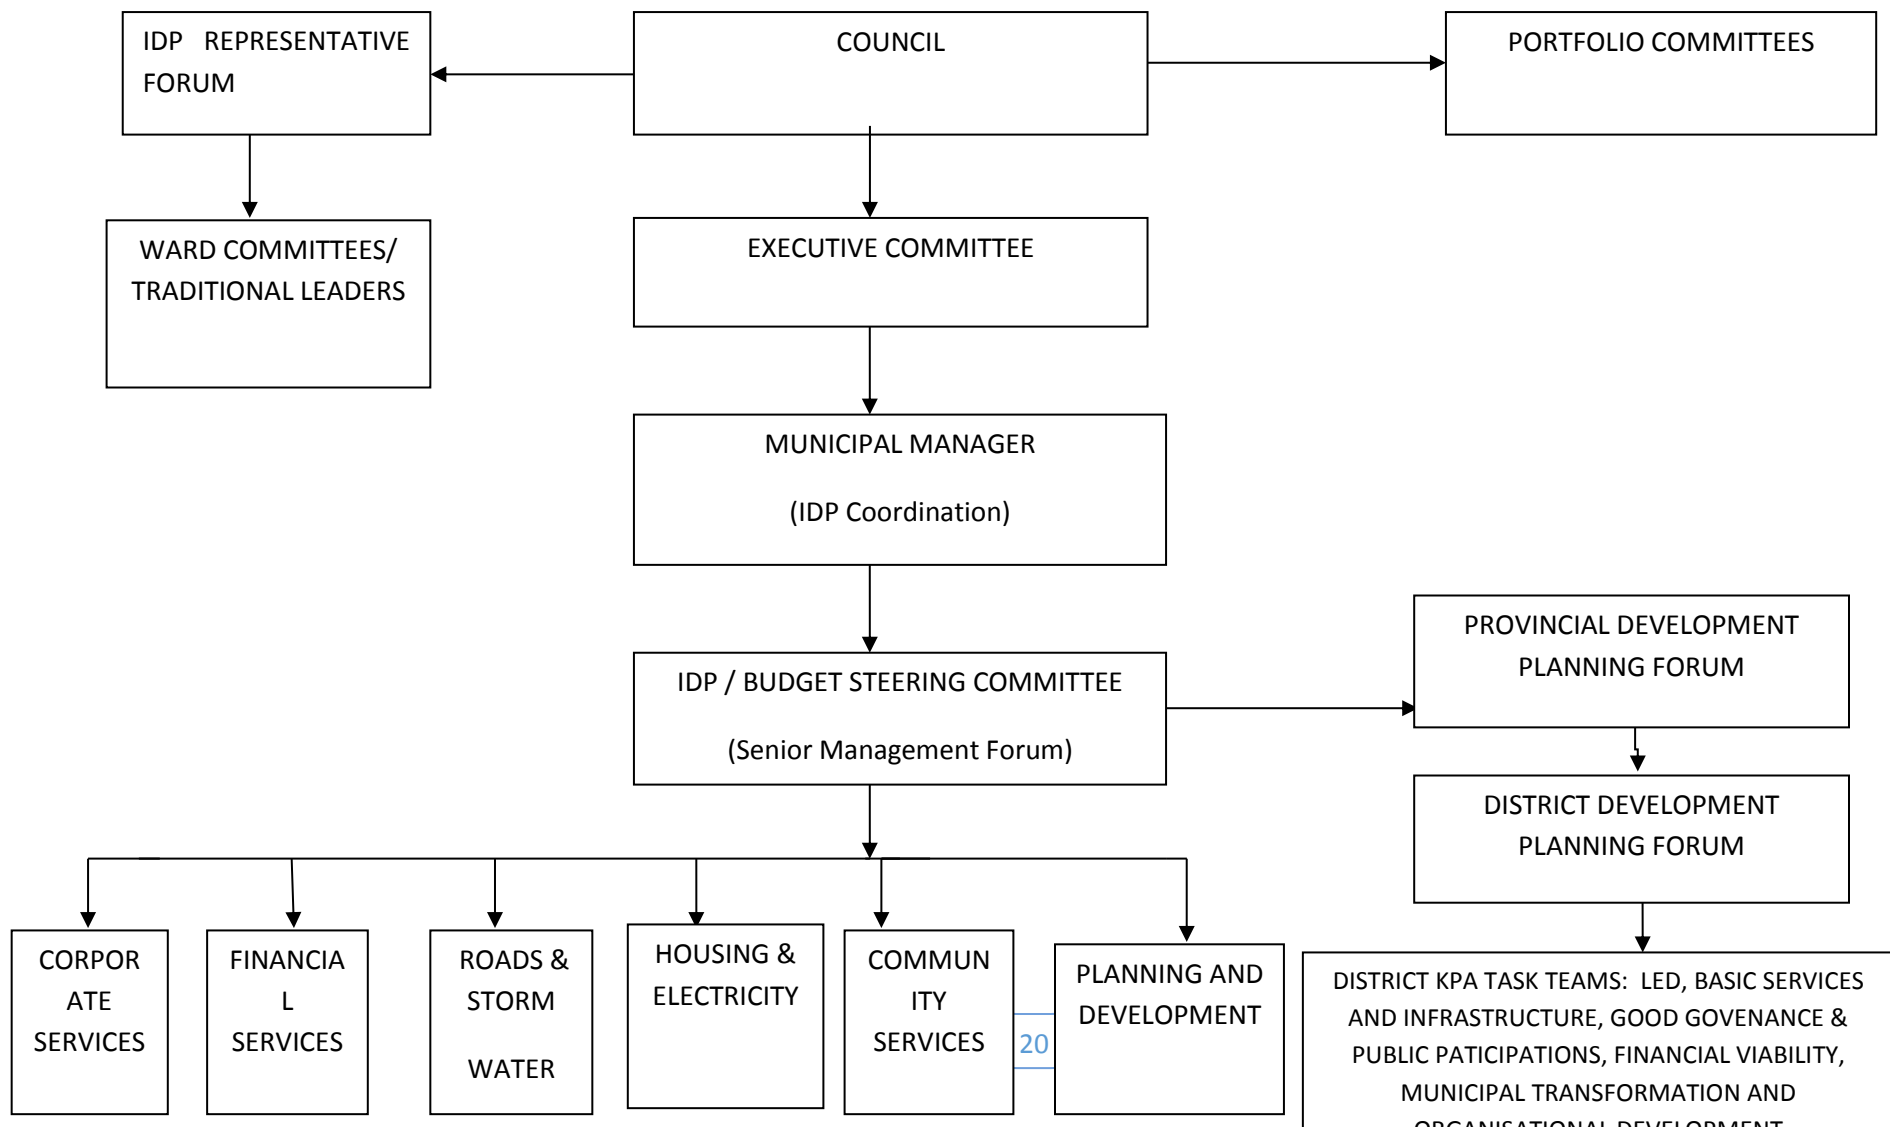 IDP REPRESENTATIVE
FORUM
COUNCIL
PORTFOLIO COMMITTEES
WARD COMMITTEES/
TRADITIONAL LEADERS
EXECUTIVE COMMITTEE
MUNICIPAL MANAGER
(IDP Coordination)
IDP / BUDGET STEERING COMMITTEE
(Senior Management Forum)
PROVINCIAL DEVELOPMENT
PLANNING FORUM
DISTRICT DEVELOPMENT
PLANNING FORUM
CORPOR
ATE
SERVICES
FINANCIA
L
SERVICES
ROADS &
STORM
WATER
HOUSING &
ELECTRICITY
COMMUN
ITY
SERVICES
20
PLANNING AND
DEVELOPMENT
DISTRICT KPA TASK TEAMS: LED, BASIC SERVICES
AND INFRASTRUCTURE, GOOD GOVENANCE &
PUBLIC PATICIPATIONS, FINANCIAL VIABILITY,
MUNICIPAL TRANSFORMATION AND
ORGANISATIONAL DEVELOPMENT